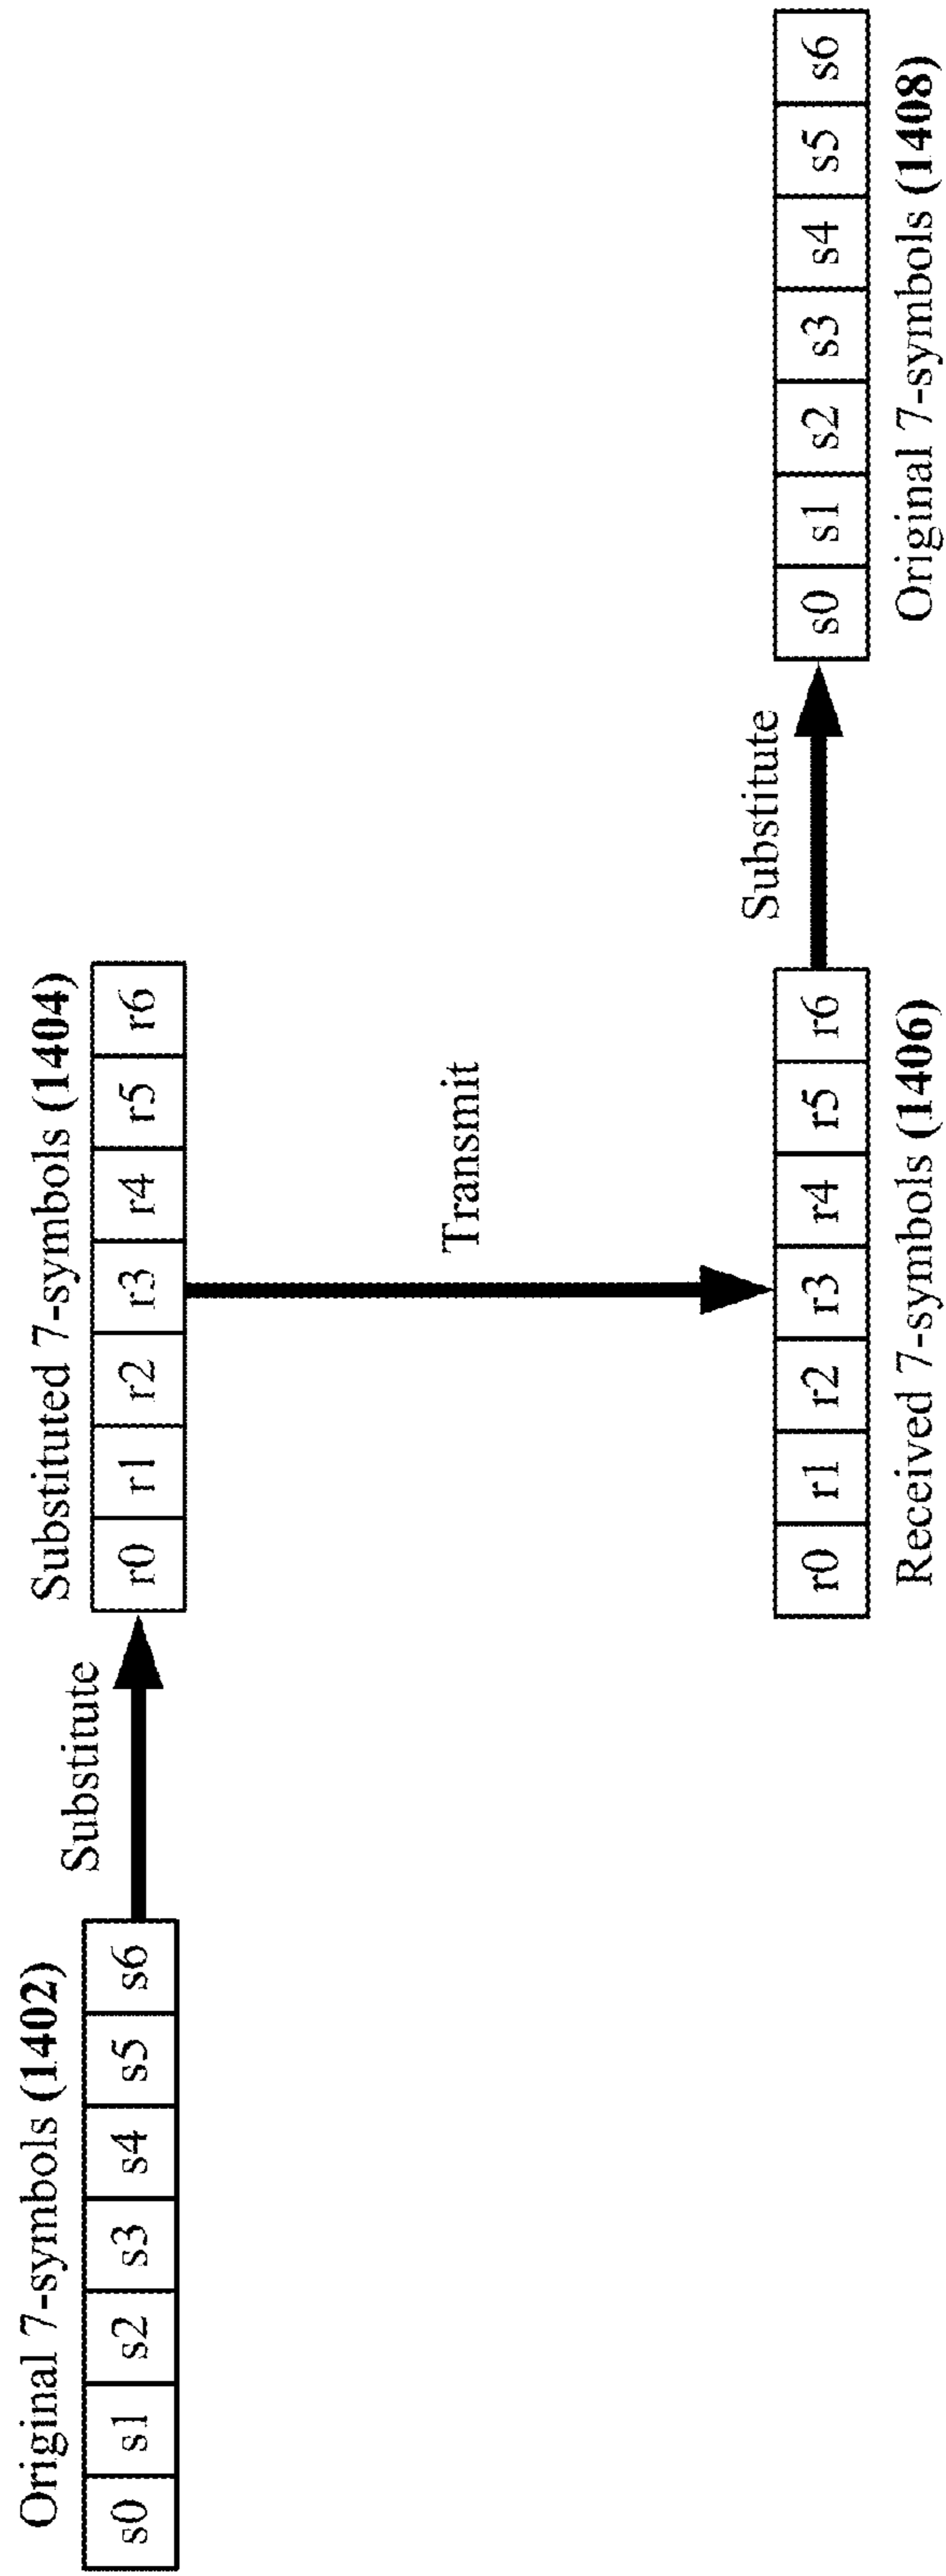 Original 7-symbols (1402)
s0 s1 s2 s3 s4 s5 s6
Substitute
Substituted 7-symbols (1404)
r0 r1 r2 r3 r4 r5 r6
Transmit
r0 r1 r2 r3 r4 r5 r6
Received 7-symbols (1406)
Substitute
s0 s1 s2 s3 s4 s5 s6
Original 7-symbols (1408)